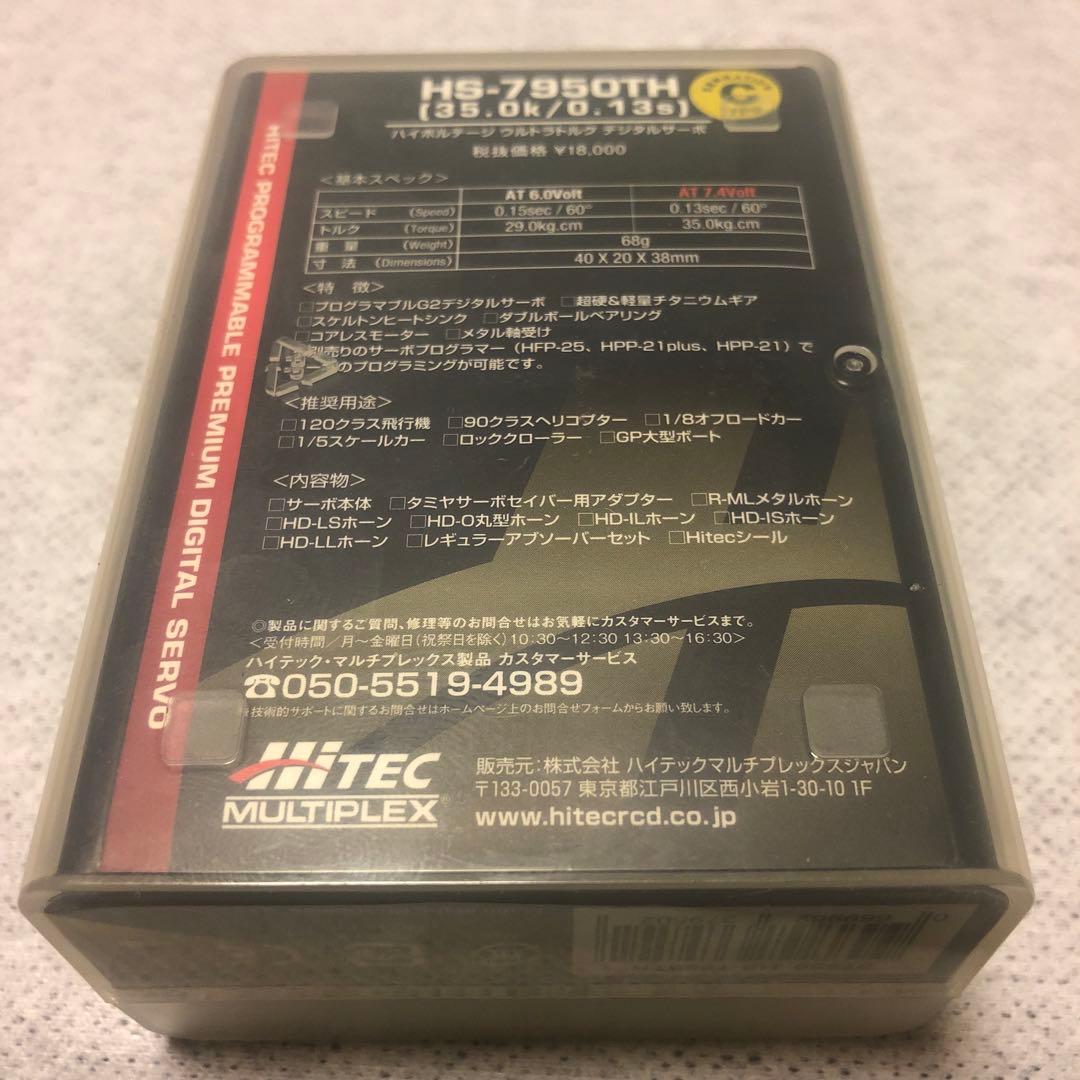 HS-7950TH
[35.0k/0.13s]
C
ハイボルテージ ウルトラトルク デジタルサーボ
税抜価格 ¥18,000
<基本スペック>
AT 6.0Volt AT 7.4Volt
スピード (Speed) 0.15sec / 60° 0.13sec / 60°
トルク (Torque) 29.0kg.cm 35.0kg.cm
重量 (Weight) 68g
寸法 (Dimensions) 40 X 20 X 38mm
<特 徴>
□プログラマブルG2デジタルサーボ □超硬&軽量チタニウムギア
□スケルトンヒートシンク □ダブルボールベアリング
□コアレスモーター □メタル軸受け
別売りのサーボプログラマー(HFP-25、HPP-21plus、HPP-21)で
のプログラミングが可能です。
<推奨用途>
□120クラス飛行機 □90クラスヘリコプター □1/8オフロードカー
□1/5スケールカー □ロッククローラー □GP大型ボート
<内容物>
□サーボ本体 □タミヤサーボセイバー用アダプター □R-MLメタルホーン
□HD-LSホーン □HD-O丸型ホーン □HD-ILホーン □HD-ISホーン
□HD-LLホーン □レギュラーアブソーバーセット □Hitecシール
◎製品に関するご質問、修理等のお問合せはお気軽にカスタマーサービスまで。
<受付時間/月~金曜日(祝祭日を除く)10:30~12:30 13:30~16:30>
ハイテック・マルチプレックス製品 カスタマーサービス
☎050-5519-4989
技術的サポートに関するお問合せはホームページ上のお問合せフォームからお願い致します。
HiTEC
MULTIPLEX®
販売元:株式会社 ハイテックマルチプレックスジャパン
〒133-0057 東京都江戸川区西小岩1-30-10 1F
www.hitecrcd.co.jp
HITEC PROGRAMMABLE PREMIUM DIGITAL SERVO